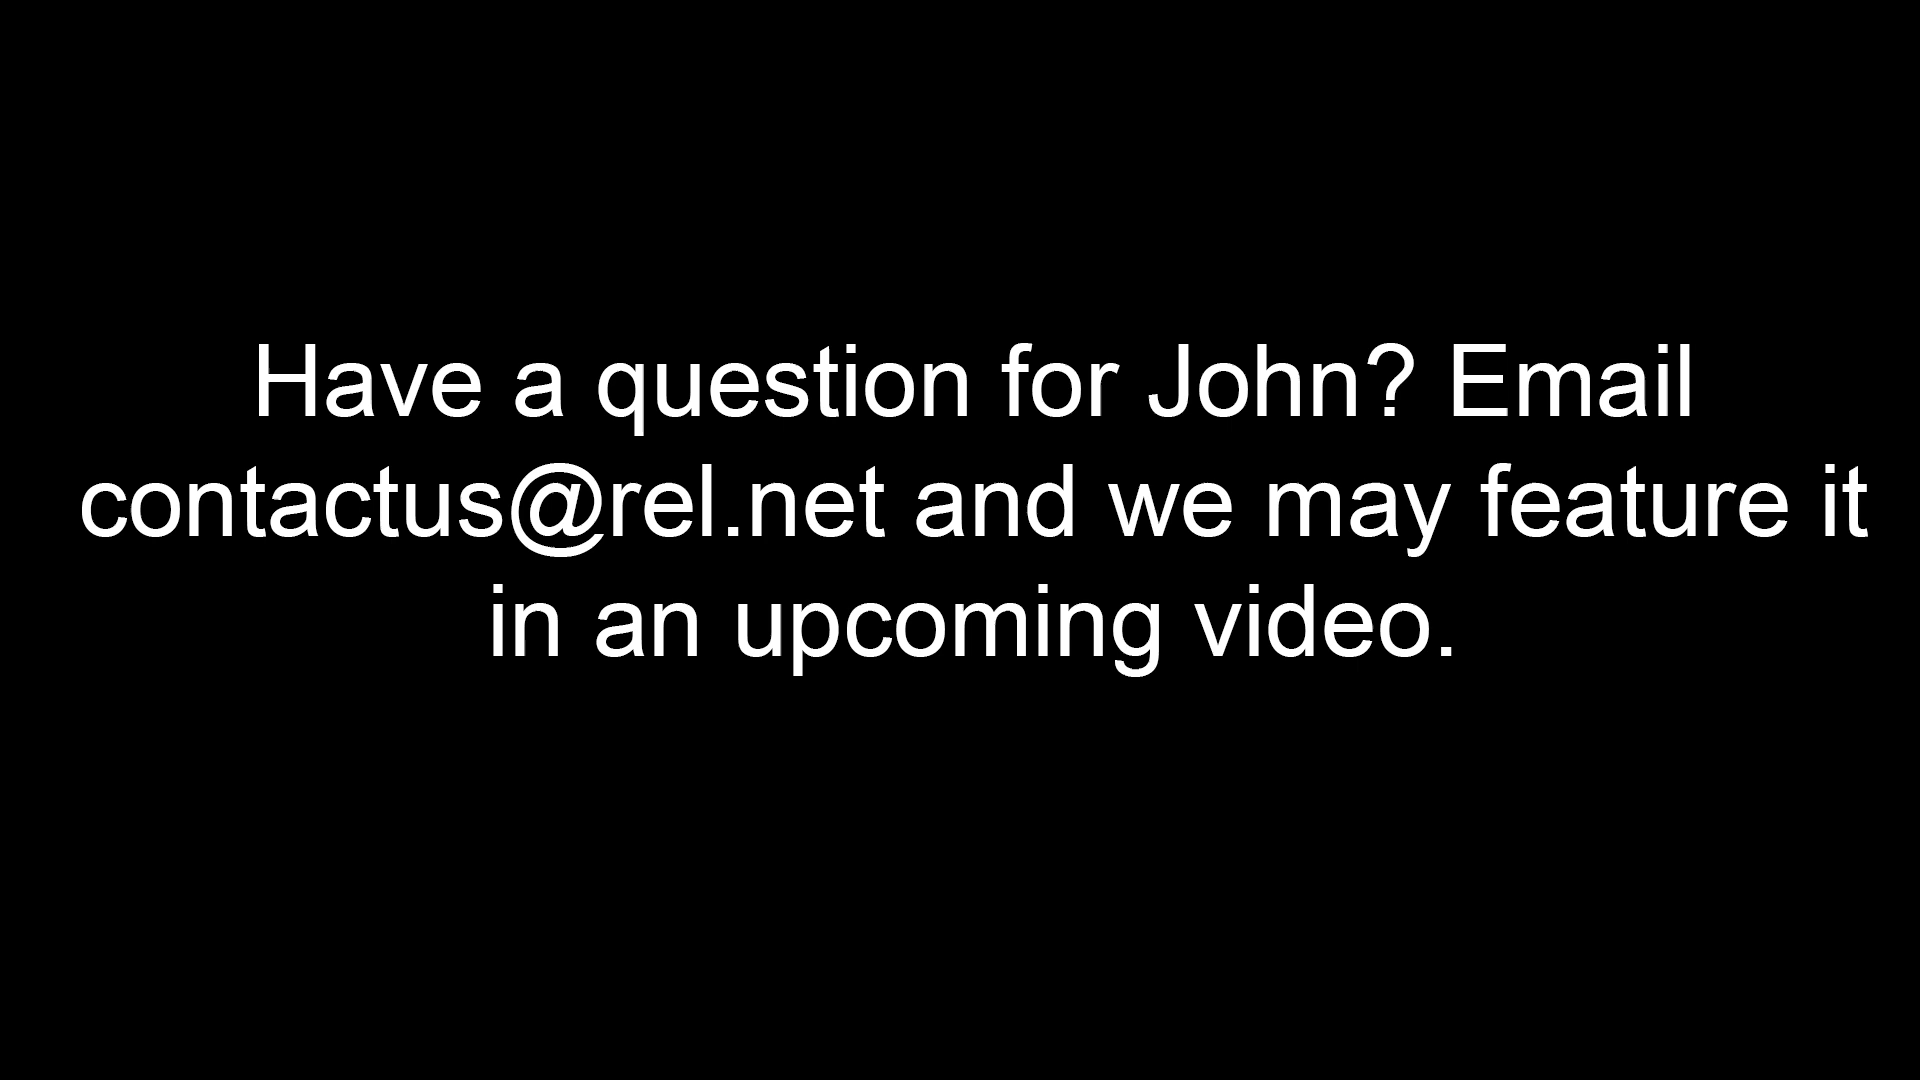 Have a question for John? Email
contactus@rel.net and we may feature it
in an upcoming video.